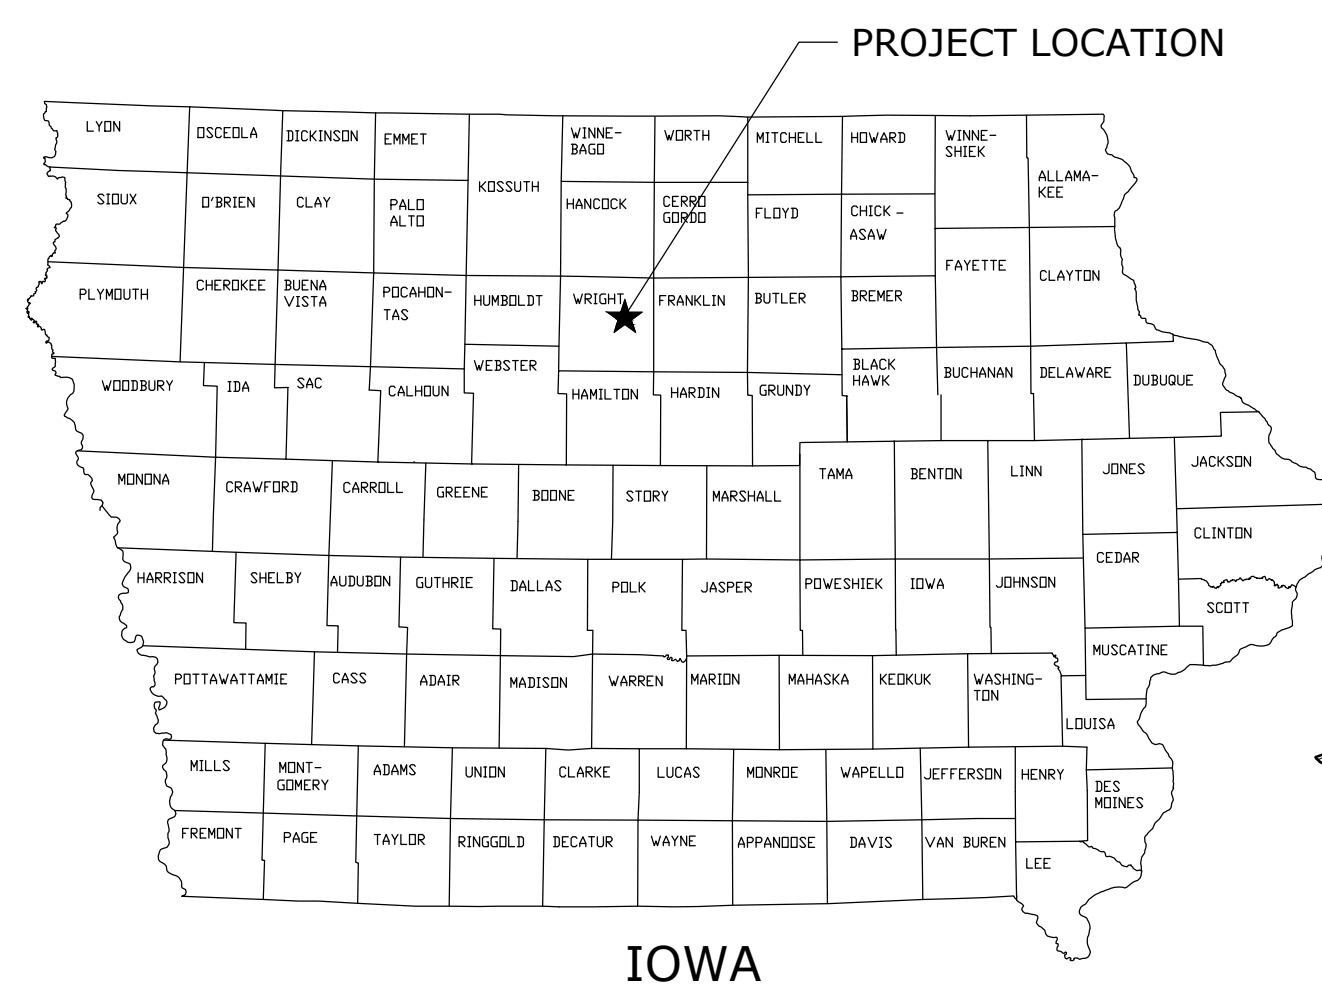 PROJECT LOCATION
LYON
OSCEOLA
DICKINSON
EMMET
KOSSUTH
WINNE-
BAGO
WORTH
MITCHELL
HOWARD
WINNE-
SHIEK
ALLAMA-
KEE
SIOUX
O'BRIEN
CLAY
PALO
ALTO
HANCOCK
CERRO
GORDO
FLOYD
CHICK-
ASAW
FAYETTE
CLAYTON
PLYMOUTH
CHEROKEE
BUENA
VISTA
POCAHON-
TAS
HUMBOLDT
WRIGHT
FRANKLIN
BUTLER
BREMER
WOODBURY
IDA
SAC
CALHOUN
WEBSTER
HAMILTON
HARDIN
GRUNDY
BLACK
HAWK
BUCHANAN
DELAWARE
DUBUQUE
MONONA
CRAWFORD
CARROLL
GREENE
BOONE
STORY
MARSHALL
TAMA
BENTON
LINN
JONES
JACKSON
CLINTON
HARRISON
SHELBY
AUDUBON
GUTHRIE
DALLAS
POLK
JASPER
POWESHIEK
IOWA
JOHNSON
CEDAR
SCOTT
MUSCATINE
POTTAWATTAMIE
CASS
ADAIR
MADISON
WARREN
MARION
MAHASKA
KEOKUK
WASHING-
TON
LOUISA
MILLS
MONT-
GOMERY
ADAMS
UNION
CLARKE
LUCAS
MONROE
WAPELLO
JEFFERSON
HENRY
DES
MOINES
FREMONT
PAGE
TAYLOR
RINGGOLD
DECATUR
WAYNE
APPANOOSE
DAVIS
VAN BUREN
LEE
IOWA